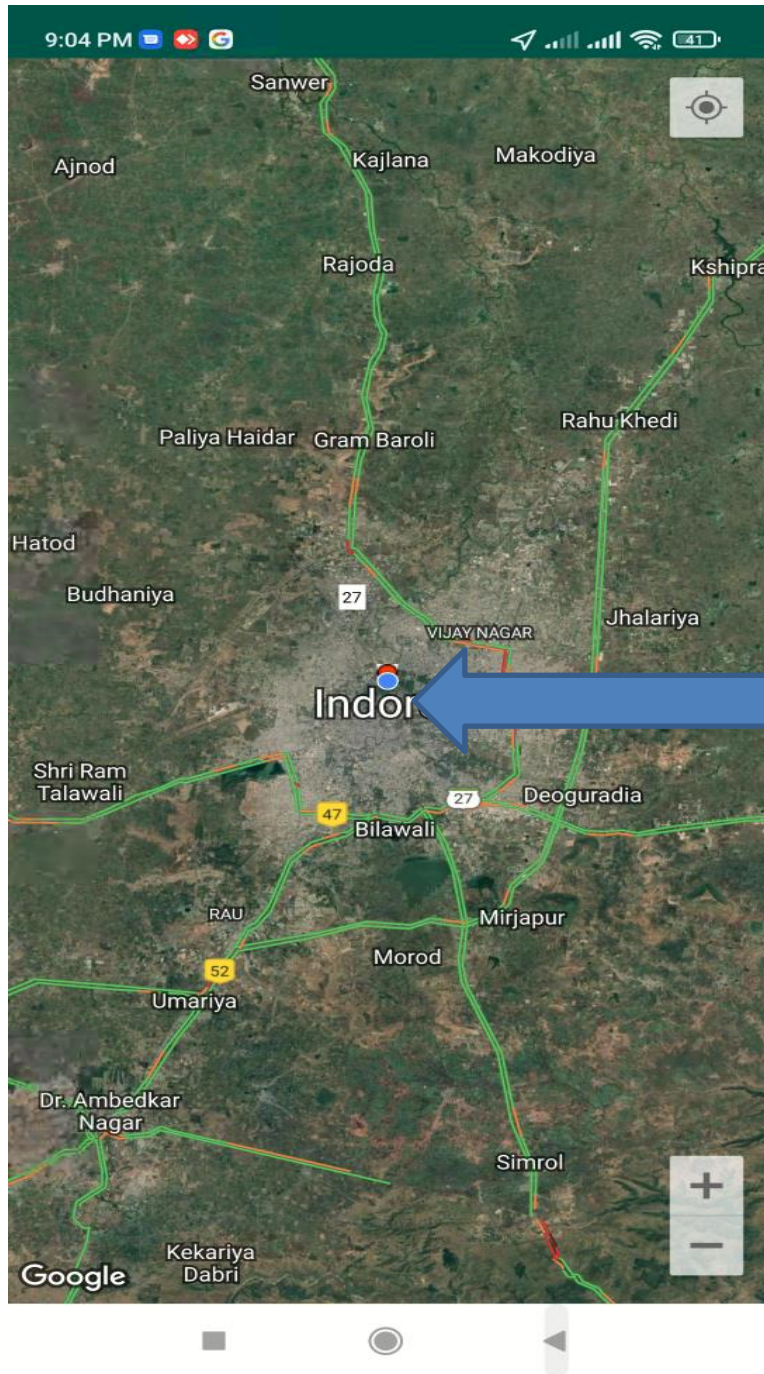 9:04 PM
41
Sanwer
Ajnod
Kajlana
Makodiya
Rajoda
Kshipra
Rahu Khedi
Paliya Haidar
Gram Baroli
Hatod
Budhaniya
27
Jhalariya
VIJAY NAGAR
Indor
Shri Ram
Talawali
27
Deoguradia
47
Bilawali
RAU
Mirjapur
Morod
52
Umariya
Dr. Ambedkar
Nagar
Simrol
Kekariya
Dabri
Google